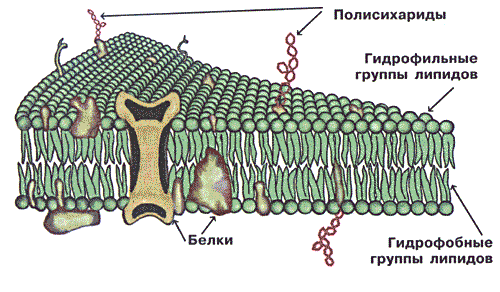 Полисихариды
Гидрофильные
группы липидов
Белки
Гидрофобные
группы липидов